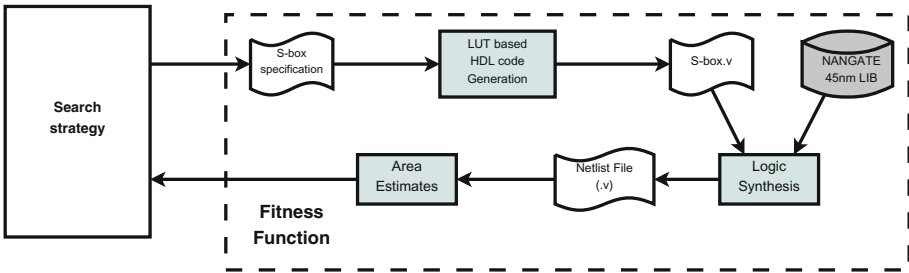 S-box
specification
LUT based
HDL code
Generation
S-box.v
NANGATE
45nm LIB
Search
strategy
Area
Estimates
Netlist File
(.v)
Logic
Synthesis
Fitness
Function